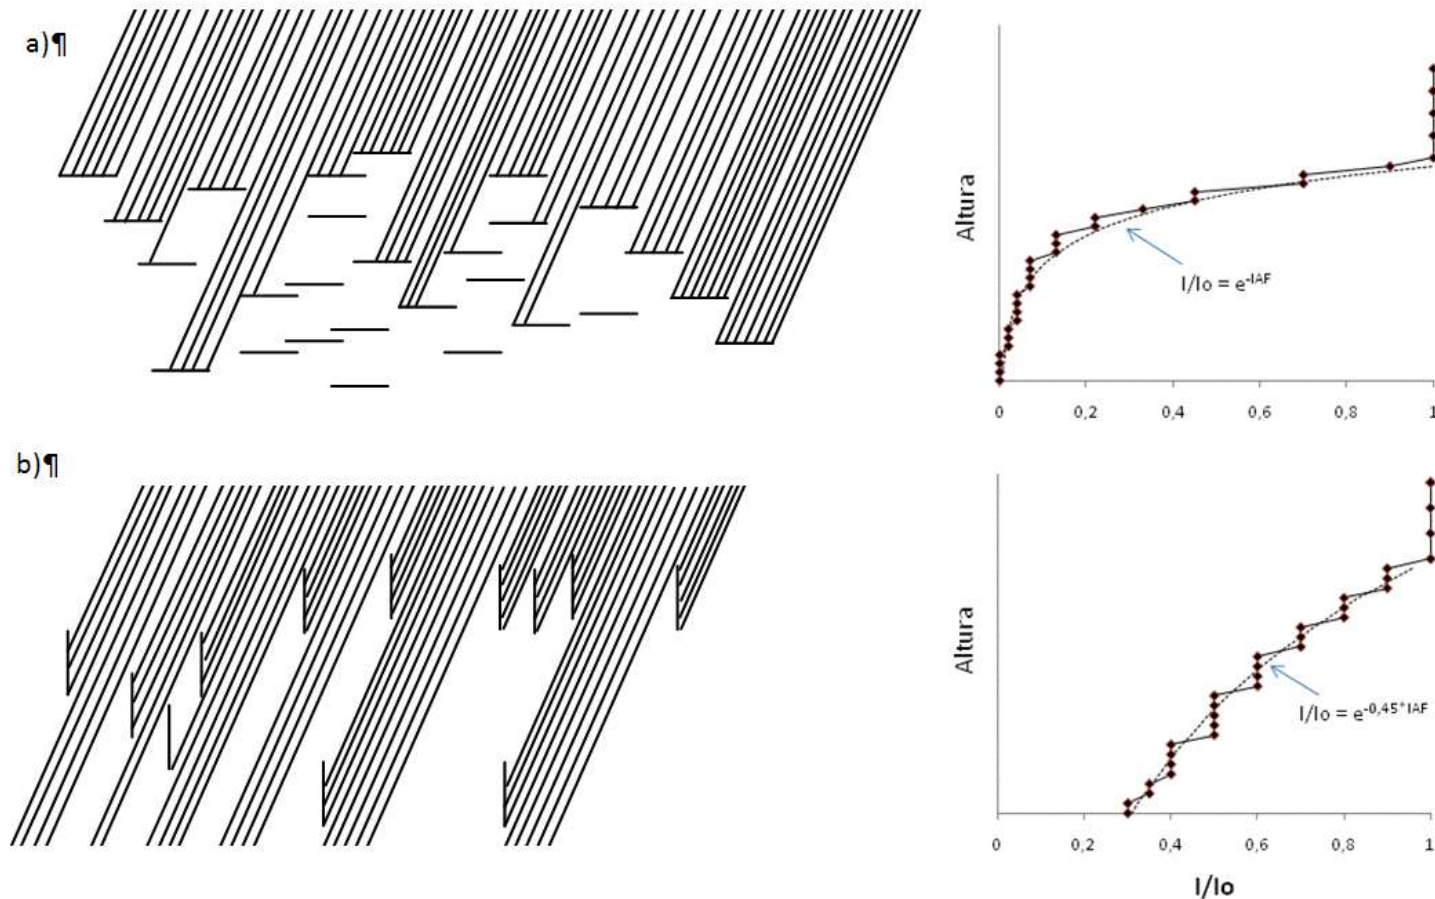 a)¶
Altura
I/Io = e^-IAF
0 0,2 0,4 0,6 0,8 1
b)¶
Altura
I/Io = e^-0,45*IAF
0 0,2 0,4 0,6 0,8 1
I/Io